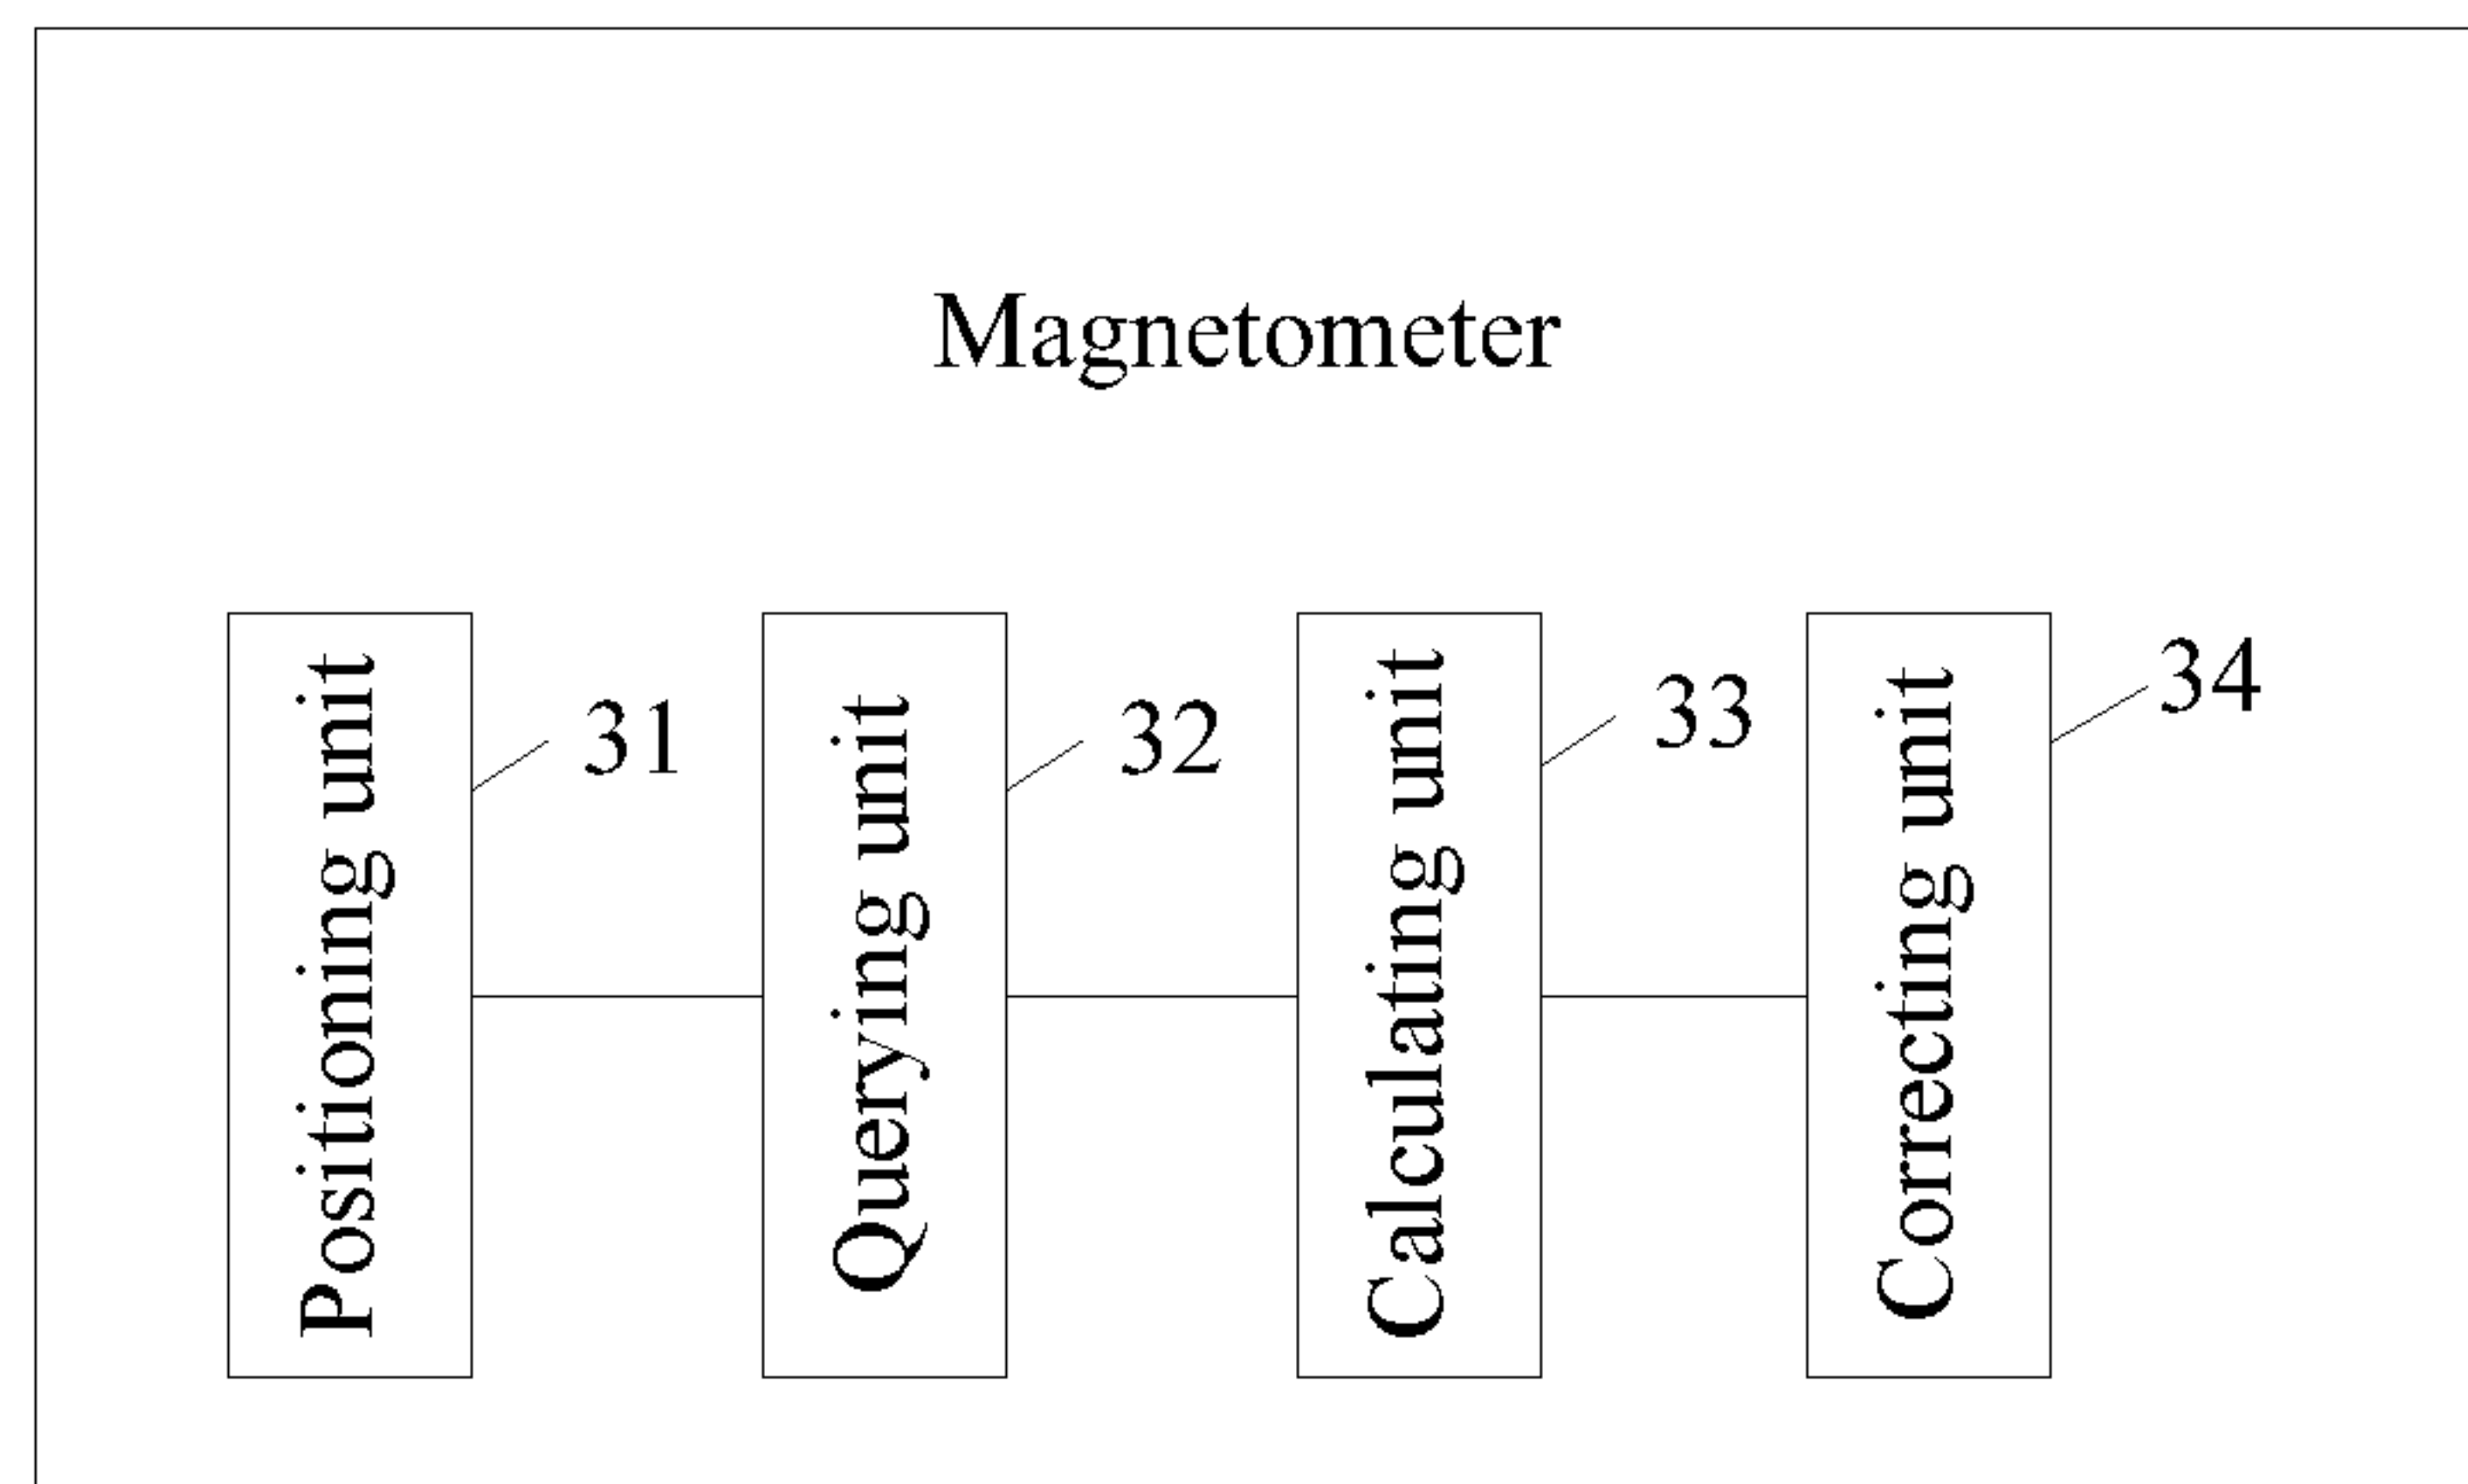 Magnetometer
Positioning unit
31
Querying unit
32
Calculating unit
33
Correcting unit
34